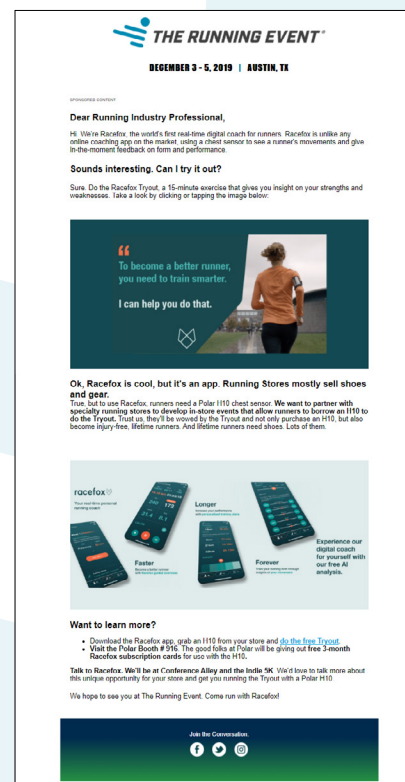 THE RUNNING EVENT®
DECEMBER 3 - 5, 2019 | AUSTIN, TX
SPONSORED CONTENT
Dear Running Industry Professional,
Hi. We're Racefox, the world's first real-time digital coach for runners. Racefox is unlike any
online coaching app on the market, using a chest sensor to see a runner's movements and give
in-the-moment feedback on form and performance.
Sounds interesting. Can I try it out?
Sure. Do the Racefox Tryout, a 15-minute exercise that gives you insight on your strengths and
weaknesses. Take a look by clicking or tapping the image below:
“
To become a better runner,
you need to train smarter.
I can help you do that.
Ok, Racefox is cool, but it's an app. Running Stores mostly sell shoes
and gear.
True, but to use Racefox, runners need a Polar H10 chest sensor. We want to partner with
specialty running stores to develop in-store events that allow runners to borrow an H10 to
do the Tryout. Trust us, they'll be wowed by the Tryout and not only purchase an H10, but also
become injury-free, lifetime runners. And lifetime runners need shoes. Lots of them.
racefox
Your real-time personal
running coach
Longer
Faster
Forever
Experience our
digital coach
for yourself with
our free AI
analysis.
Want to learn more?
• Download the Racefox app, grab an H10 from your store and do the free Tryout.
• Visit the Polar Booth # 916. The good folks at Polar will be giving out free 3-month
Racefox subscription cards for use with the H10.
Talk to Racefox. We'll be at Conference Alley and the Indie 5K. We'd love to talk more about
this unique opportunity for your store and get you running the Tryout with a Polar H10.
We hope to see you at The Running Event. Come run with Racefox!
Join the Conversation: